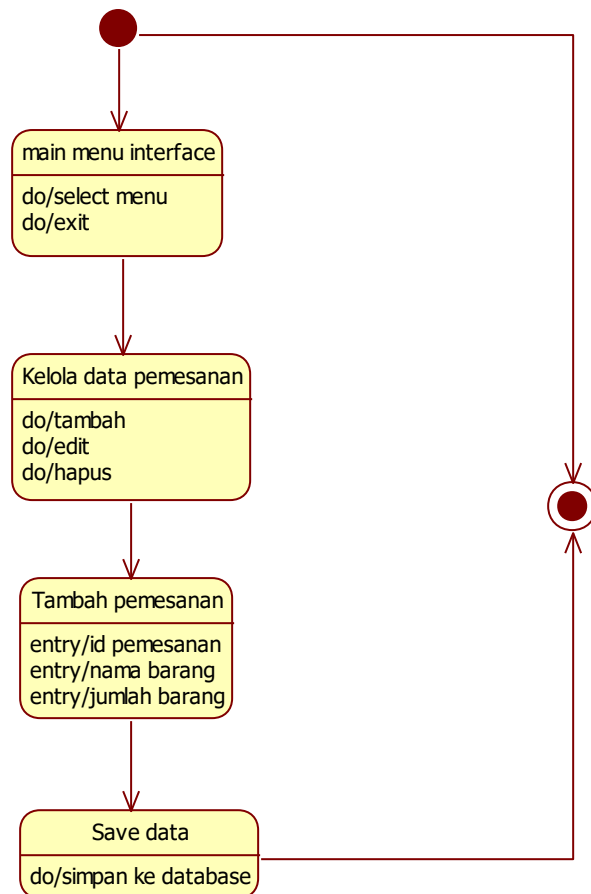 main menu interface
do/select menu
do/exit
Kelola data pemesanan
do/tambah
do/edit
do/hapus
Tambah pemesanan
entry/id pemesanan
entry/nama barang
entry/jumlah barang
Save data
do/simpan ke database